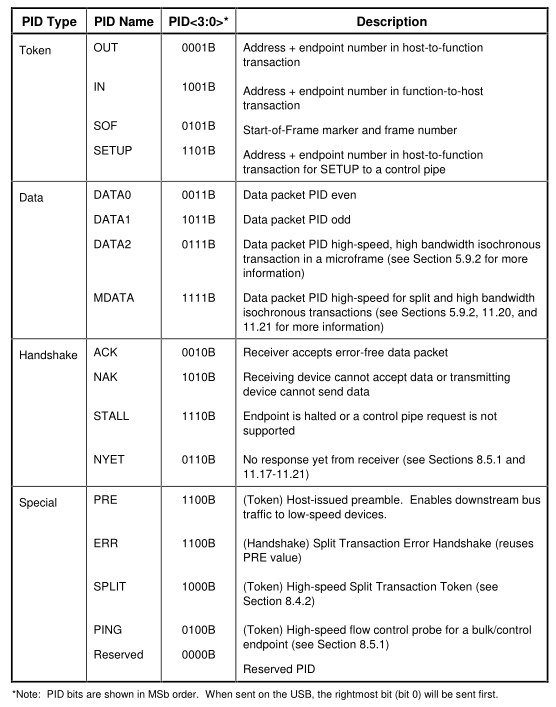 PID Type PID Name PID<3:0>* Description
Token OUT 0001B Address + endpoint number in host-to-function
transaction
IN 1001B Address + endpoint number in function-to-host
transaction
SOF 0101B Start-of-Frame marker and frame number
SETUP 1101B Address + endpoint number in host-to-function
transaction for SETUP to a control pipe
Data DATA0 0011B Data packet PID even
DATA1 1011B Data packet PID odd
DATA2 0111B Data packet PID high-speed, high bandwidth isochronous
transaction in a microframe (see Section 5.9.2 for more
information)
MDATA 1111B Data packet PID high-speed for split and high bandwidth
isochronous transactions (see Sections 5.9.2, 11.20, and
11.21 for more information)
Handshake ACK 0010B Receiver accepts error-free data packet
NAK 1010B Receiving device cannot accept data or transmitting
device cannot send data
STALL 1110B Endpoint is halted or a control pipe request is not
supported
NYET 0110B No response yet from receiver (see Sections 8.5.1 and
11.17-11.21)
Special PRE 1100B (Token) Host-issued preamble. Enables downstream bus
traffic to low-speed devices.
ERR 1100B (Handshake) Split Transaction Error Handshake (reuses
PRE value)
SPLIT 1000B (Token) High-speed Split Transaction Token (see
Section 8.4.2)
PING 0100B (Token) High-speed flow control probe for a bulk/control
endpoint (see Section 8.5.1)
Reserved 0000B
Reserved PID
*Note: PID bits are shown in MSb order. When sent on the USB, the rightmost bit (bit 0) will be sent first.